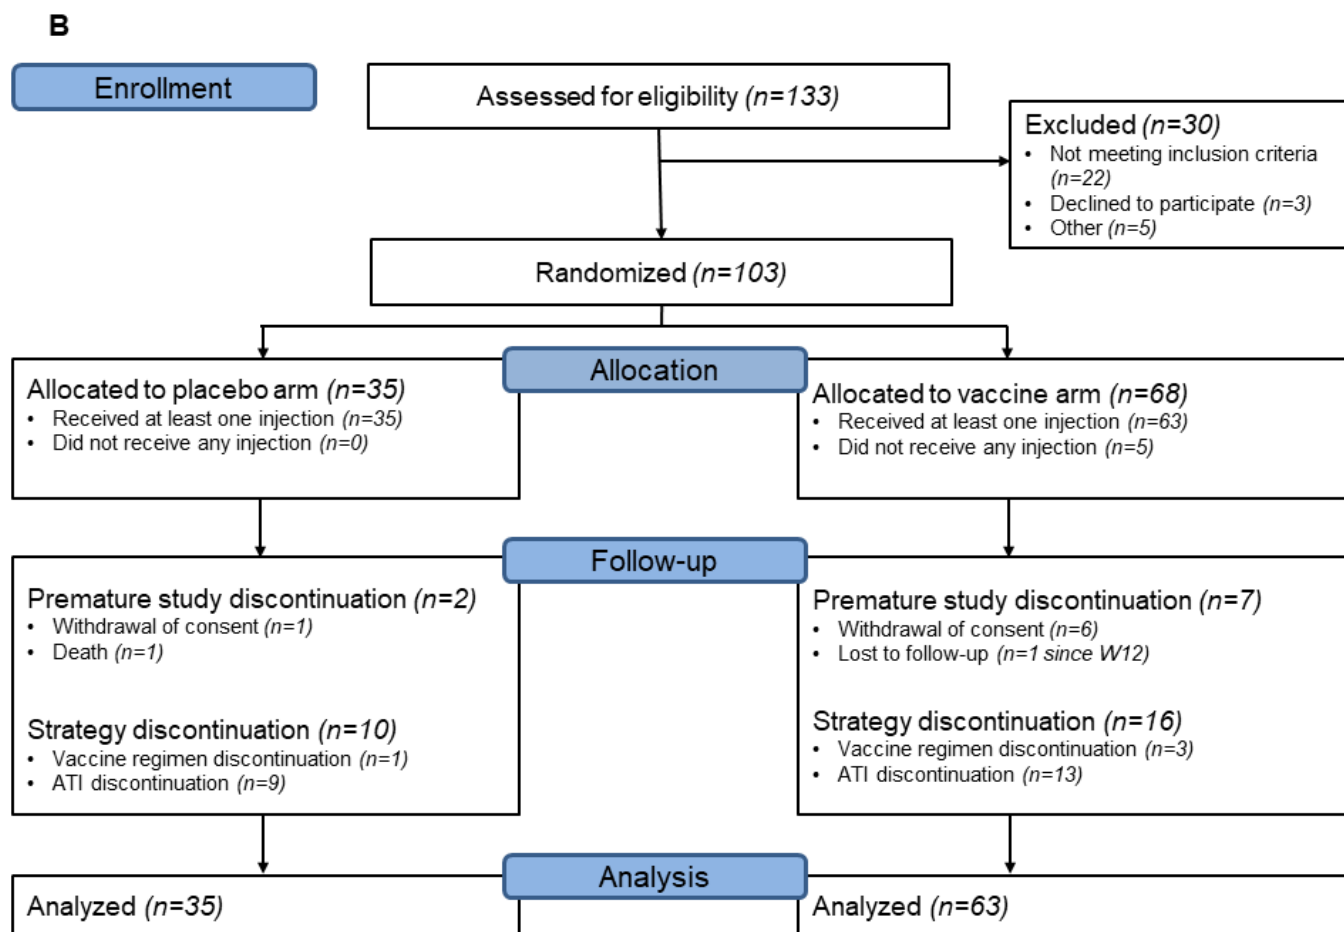 B
Enrollment
Assessed for eligibility (n=133)
Excluded (n=30)
• Not meeting inclusion criteria
(n=22)
• Declined to participate (n=3)
• Other (n=5)
Randomized (n=103)
Allocation
Allocated to placebo arm (n=35)
• Received at least one injection (n=35)
• Did not receive any injection (n=0)
Allocated to vaccine arm (n=68)
• Received at least one injection (n=63)
• Did not receive any injection (n=5)
Follow-up
Premature study discontinuation (n=2)
• Withdrawal of consent (n=1)
• Death (n=1)
Strategy discontinuation (n=10)
• Vaccine regimen discontinuation (n=1)
• ATI discontinuation (n=9)
Premature study discontinuation (n=7)
• Withdrawal of consent (n=6)
• Lost to follow-up (n=1 since W12)
Strategy discontinuation (n=16)
• Vaccine regimen discontinuation (n=3)
• ATI discontinuation (n=13)
Analysis
Analyzed (n=35)
Analyzed (n=63)